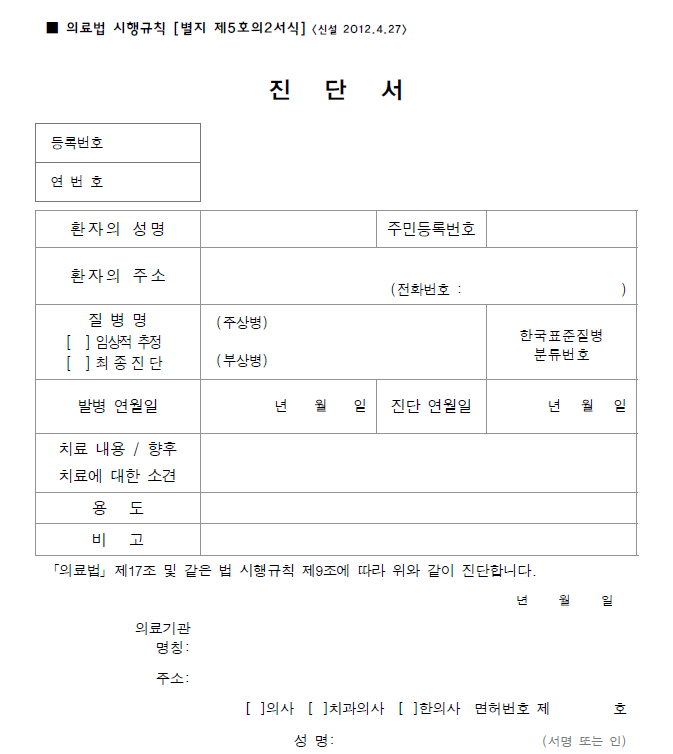 ■ 의료법 시행규칙 [별지 제5호의2서식] <신설 2012.4.27>
진 단 서
등록번호
연 번 호
환자의 성명 주민등록번호
환자의 주소
(전화번호 : )
질 병 명
[ ] 임상적 추정
[ ] 최 종 진 단
(주상병)
(부상병)
한국표준질병
분류번호
발병 연월일 년 월 일 진단 연월일 년 월 일
치료 내용 / 향후
치료에 대한 소견
용 도
비 고
「의료법」 제17조 및 같은 법 시행규칙 제9조에 따라 위와 같이 진단합니다.
년 월 일
의료기관
명칭:
주소:
[ ]의사 [ ]치과의사 [ ]한의사 면허번호 제 호
성 명: (서명 또는 인)